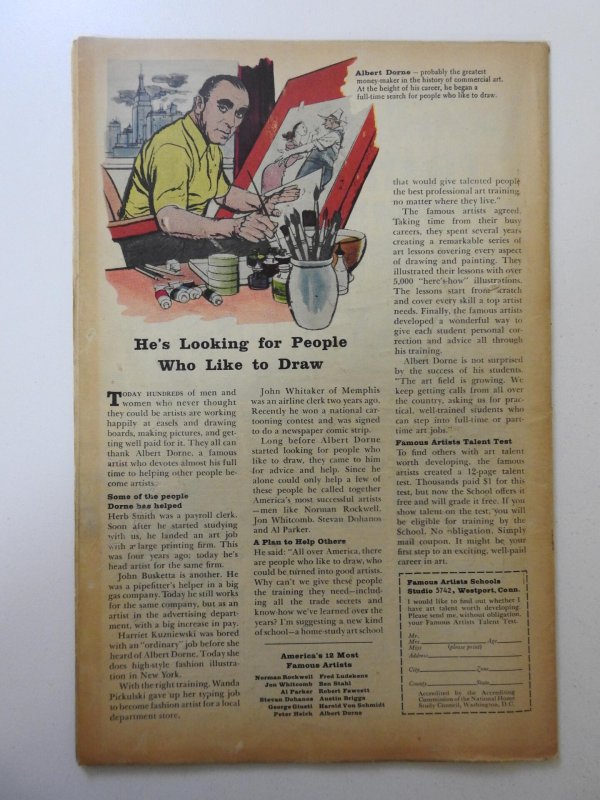 Albert Dorne – probably the greatest
money-maker in the history of commercial art.
At the height of his career, he began a
full-time search for people who like to draw.
He's Looking for People
Who Like to Draw
TODAY HUNDREDS of men and
women who never thought
they could be artists are working
happily at easels and drawing
boards, making pictures, and get-
ting well paid for it. They all can
thank Albert Dorne, a famous
artist who devotes almost his full
time to helping other people be-
come artists.
Some of the people
Dorne has helped
Herb Smith was a payroll clerk.
Soon after he started studying
with us, he landed an art job
with a large printing firm. This
was four years ago: today he's
head artist for the same firm.
John Busketta is another. He
was a pipefitter's helper in a big
gas company. Today he still works
for the same company, but as an
artist in the advertising depart-
ment, with a big increase in pay.
Harriet Kuzniewski was bored
with an "ordinary" job before she
heard of Albert Dorne. Today she
does high-style fashion illustra-
tion in New York.
With the right training, Wanda
Pickulski gave up her typing job
to become fashion artist for a local
department store.
John Whitaker of Memphis
was an airline clerk two years ago.
Recently he won a national car-
tooning contest and was signed
to do a newspaper comic strip.
Long before Albert Dorne
started looking for people who
like to draw, they came to him
for advice and help. Since he
alone could only help a few of
these people he called together
America's most successful artists
—men like Norman Rockwell,
Jon Whitcomb, Stevan Dohanos
and Al Parker.
A Plan to Help Others
He said: "All over America, there
are people who like to draw, who
could be turned into good artists.
Why can't we give these people
the training they need—includ-
ing all the trade secrets and
know-how we've learned over the
years? I'm suggesting a new kind
of school—a home-study art school
America's 12 Most
Famous Artists
Norman Rockwell Fred Ludekens
Jon Whitcomb Ben Stahl
Al Parker Robert Fawcett
Stevan Dohanos Austin Briggs
George Giusti Harold Von Schmidt
Peter Helck Albert Dorne
that would give talented people
the best professional art training,
no matter where they live."
The famous artists agreed.
Taking time from their busy
careers, they spent several years
creating a remarkable series of
art lessons covering every aspect
of drawing and painting. They
illustrated their lessons with over
5,000 "here's-how" illustrations.
The lessons start from scratch
and cover every skill a top artist
needs. Finally, the famous artists
developed a wonderful way to
give each student personal cor-
rection and advice all through
his training.
Albert Dorne is not surprised
by the success of his students.
"The art field is growing. We
keep getting calls from all over
the country, asking us for prac-
tical, well-trained students who
can step into full-time or part-
time art jobs."
Famous Artists Talent Test
To find others with art talent
worth developing, the famous
artists created a 12-page talent
test. Thousands paid $1 for this
test, but now the School offers it
free and will grade it free. If you
show talent on the test, you will
be eligible for training by the
School. No obligation. Simply
mail coupon. It might be your
first step to an exciting, well-paid
career in art.
Famous Artists Schools
Studio 5742, Westport, Conn.
I would like to find out whether I
have art talent worth developing.
Please send me, without obligation,
your Famous Artists Talent Test.
Mr.
Mrs. Age
Miss (please print)
Address
City Zone
County State
Accredited by the Accrediting
Commission of the National Home
Study Council, Washington, D.C.